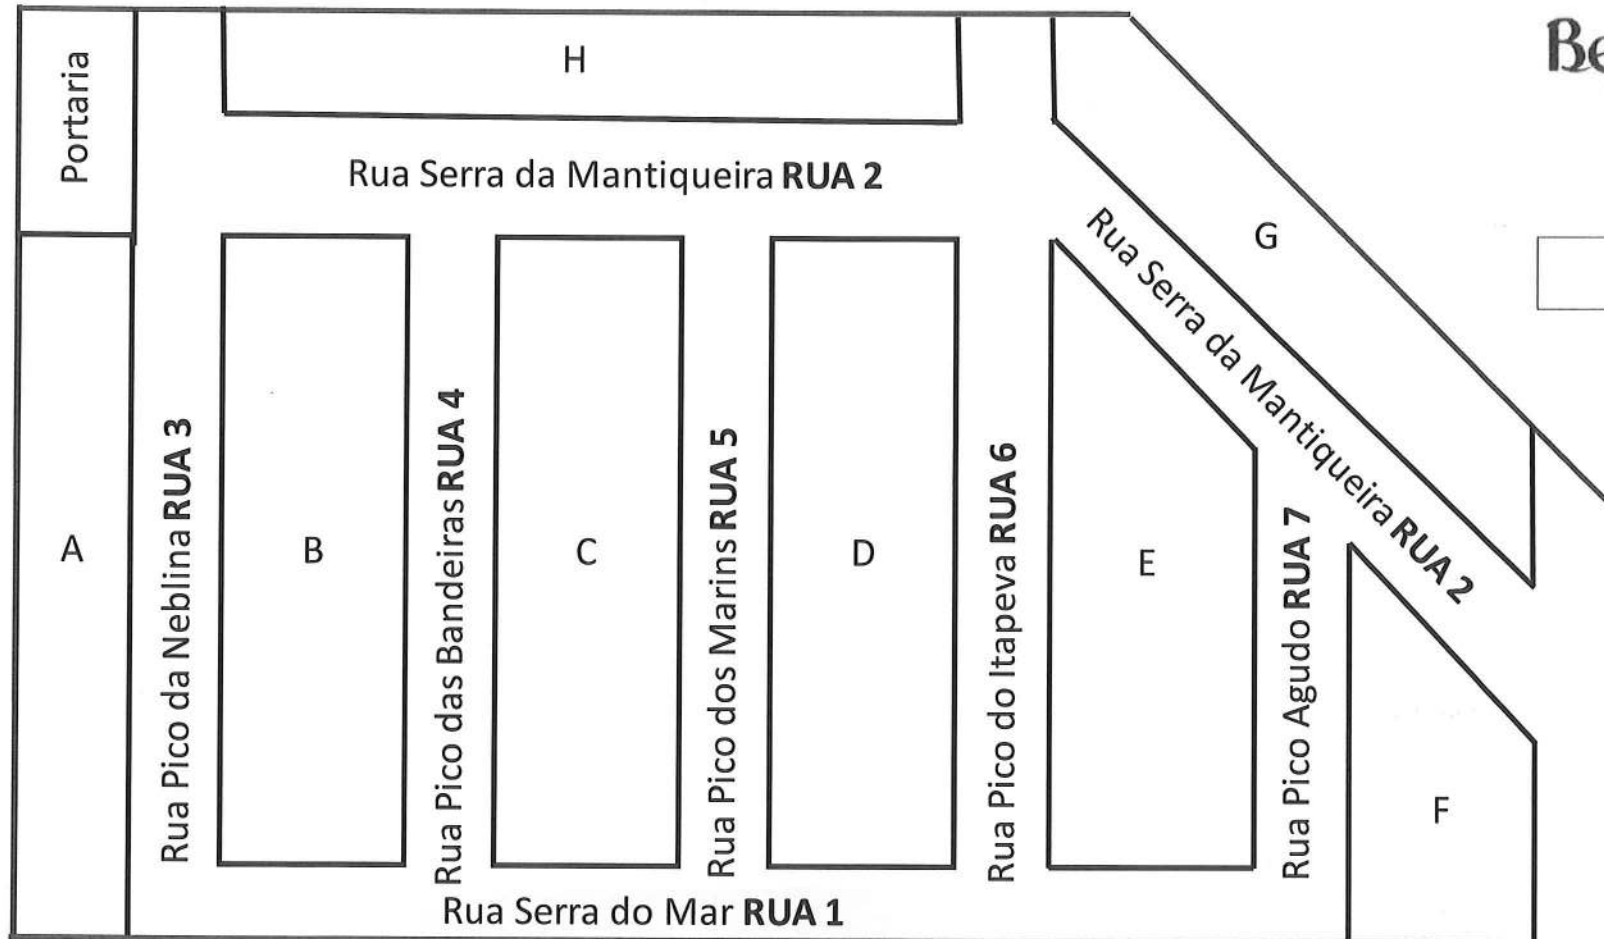 Portaria
H
Rua Serra da Mantiqueira RUA 2
G
Rua Serra da Mantiqueira RUA 2
A
Rua Pico da Neblina RUA 3
B
Rua Pico das Bandeiras RUA 4
C
Rua Pico dos Marins RUA 5
D
Rua Pico do Itapeva RUA 6
E
Rua Pico Agudo RUA 7
F
Rua Serra do Mar RUA 1